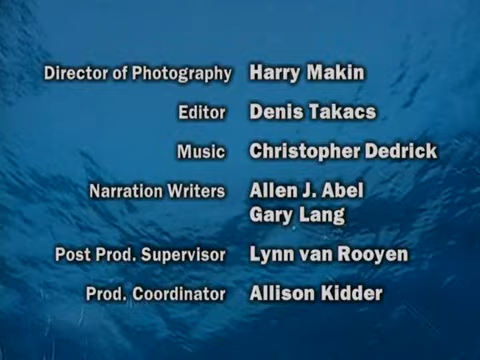 Director of Photography Harry Makin
Editor Denis Takacs
Music Christopher Dedrick
Narration Writers Allen J. Abel
Gary Lang
Post Prod. Supervisor Lynn van Rooyen
Prod. Coordinator Allison Kidder